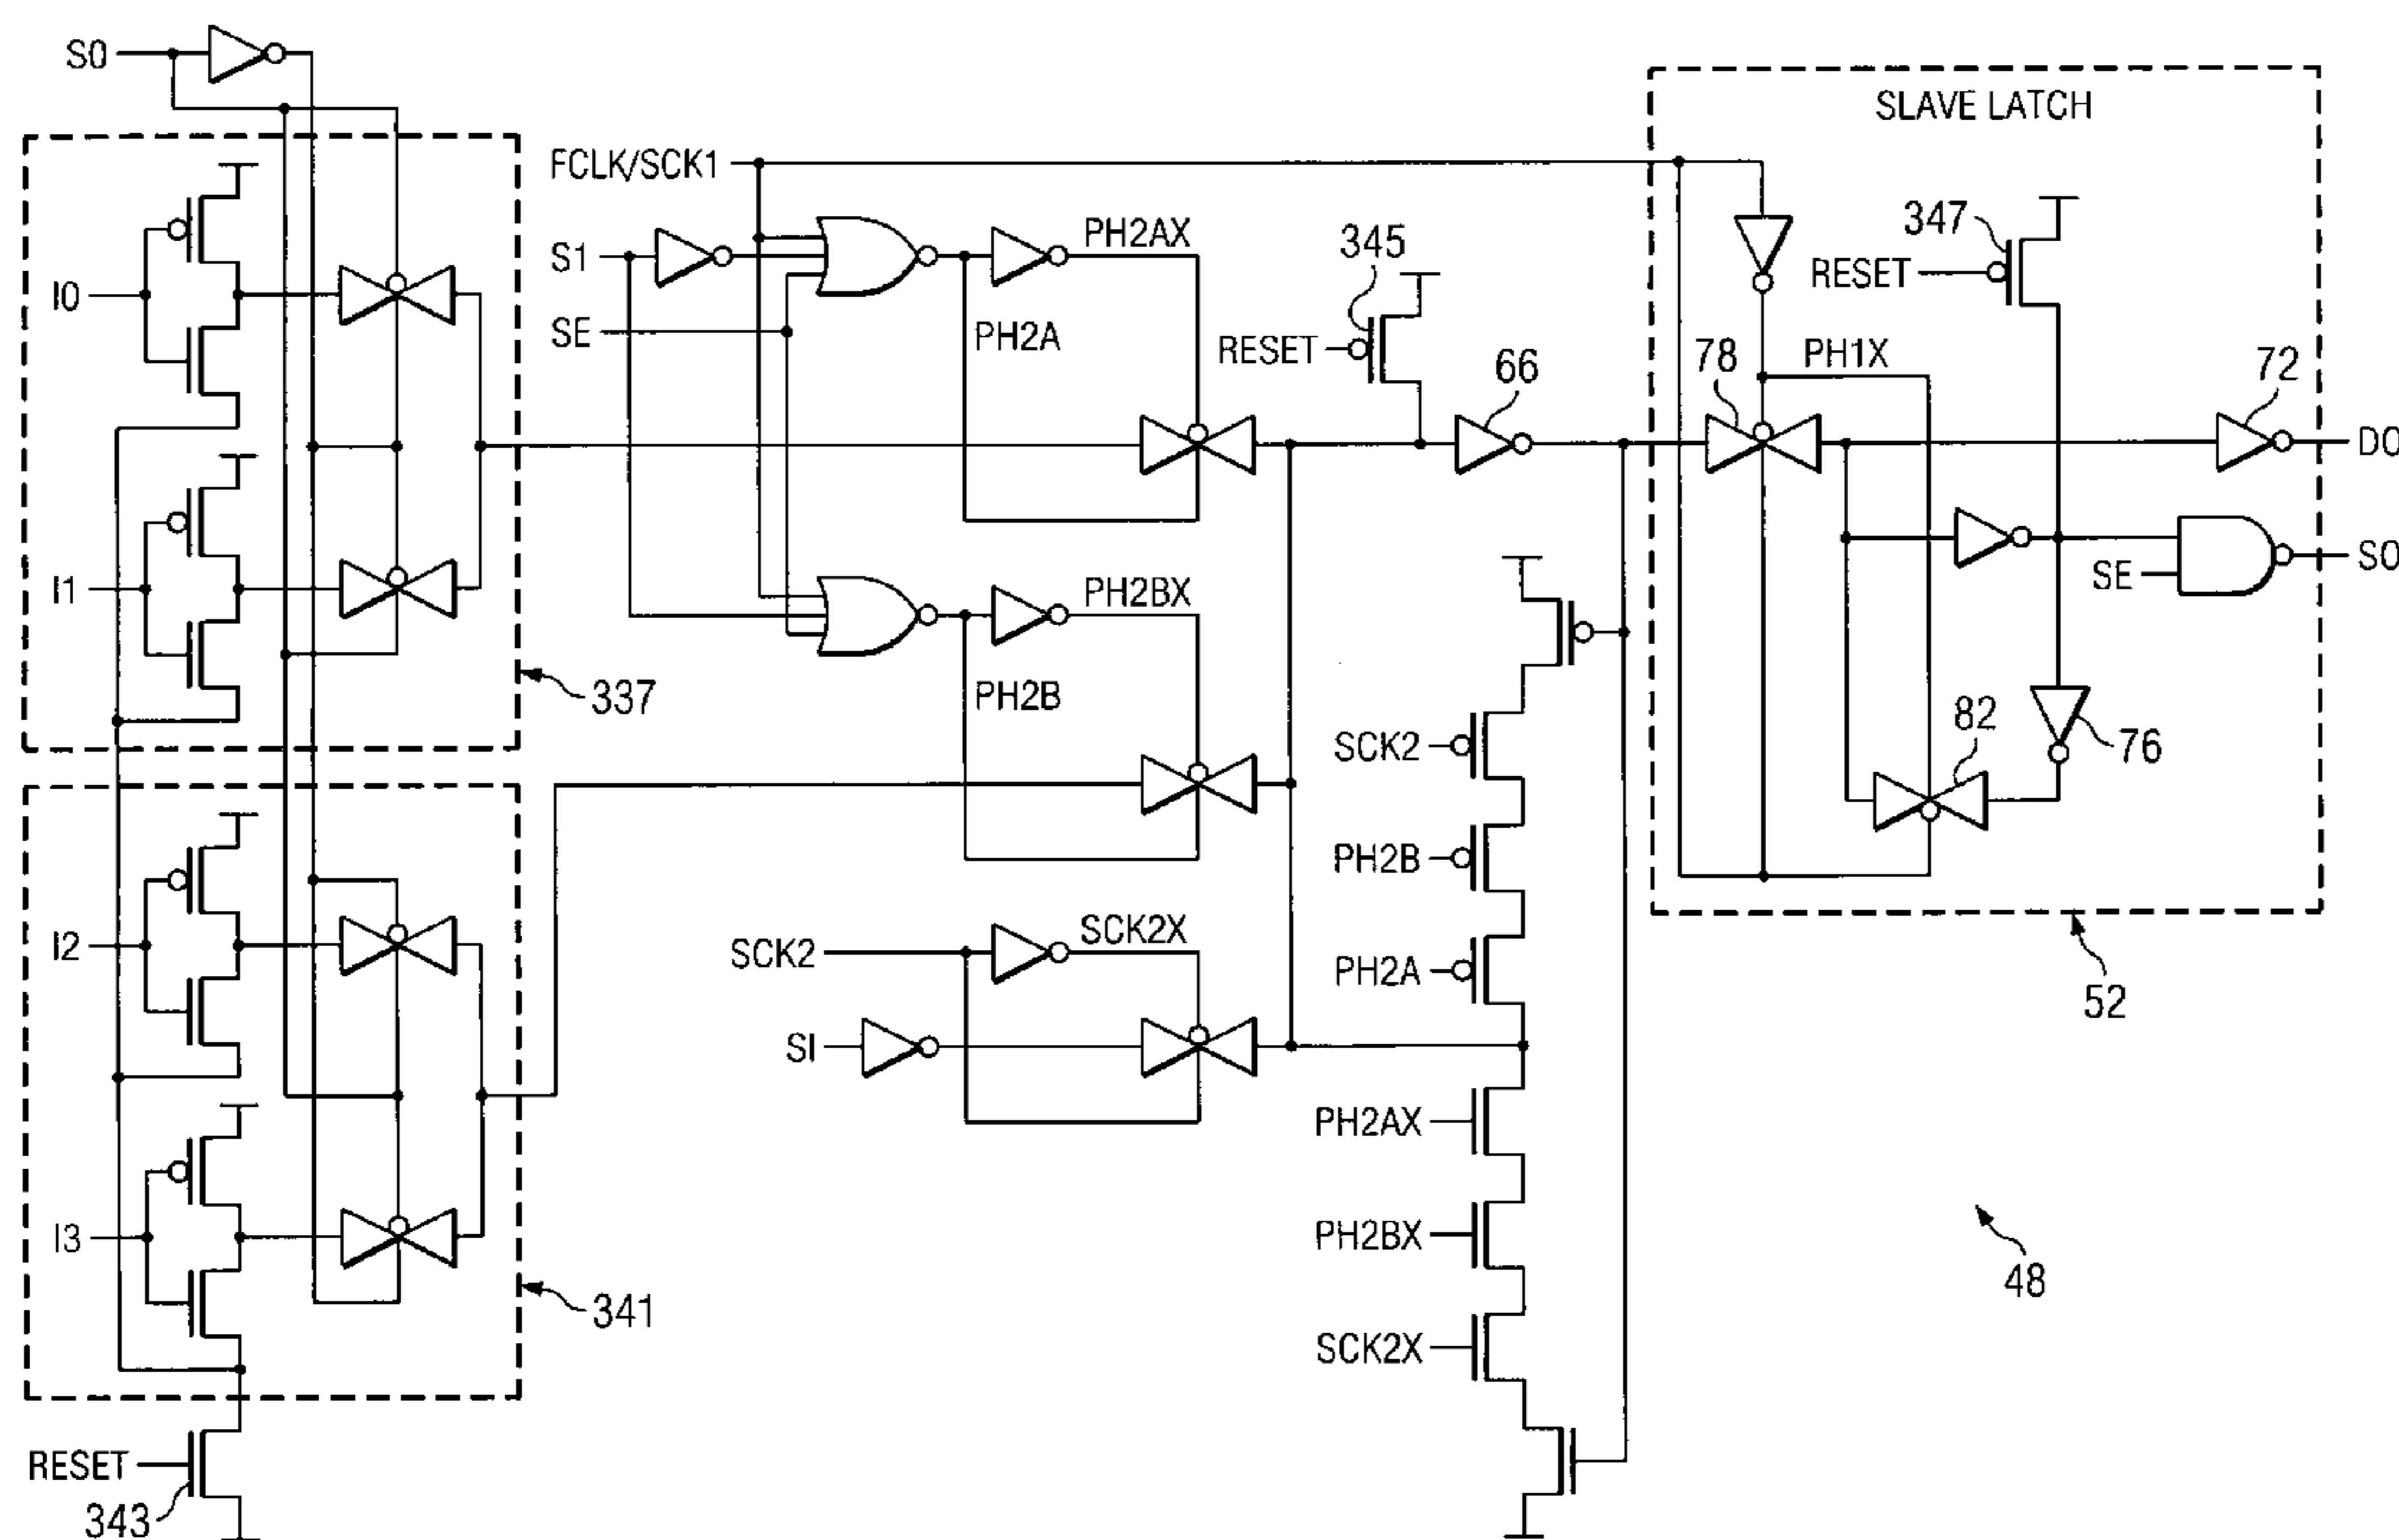 S0
SLAVE LATCH
FCLK/SCK1
347
S1
PH2AX
345
RESET
I0
SE
PH2A
RESET
66
78
PH1X
72
DO
SE
SO
I1
PH2BX
337
PH2B
SCK2
82
76
PH2B
I2
SCK2
SCK2X
PH2A
52
SI
PH2AX
I3
PH2BX
48
341
SCK2X
RESET
343